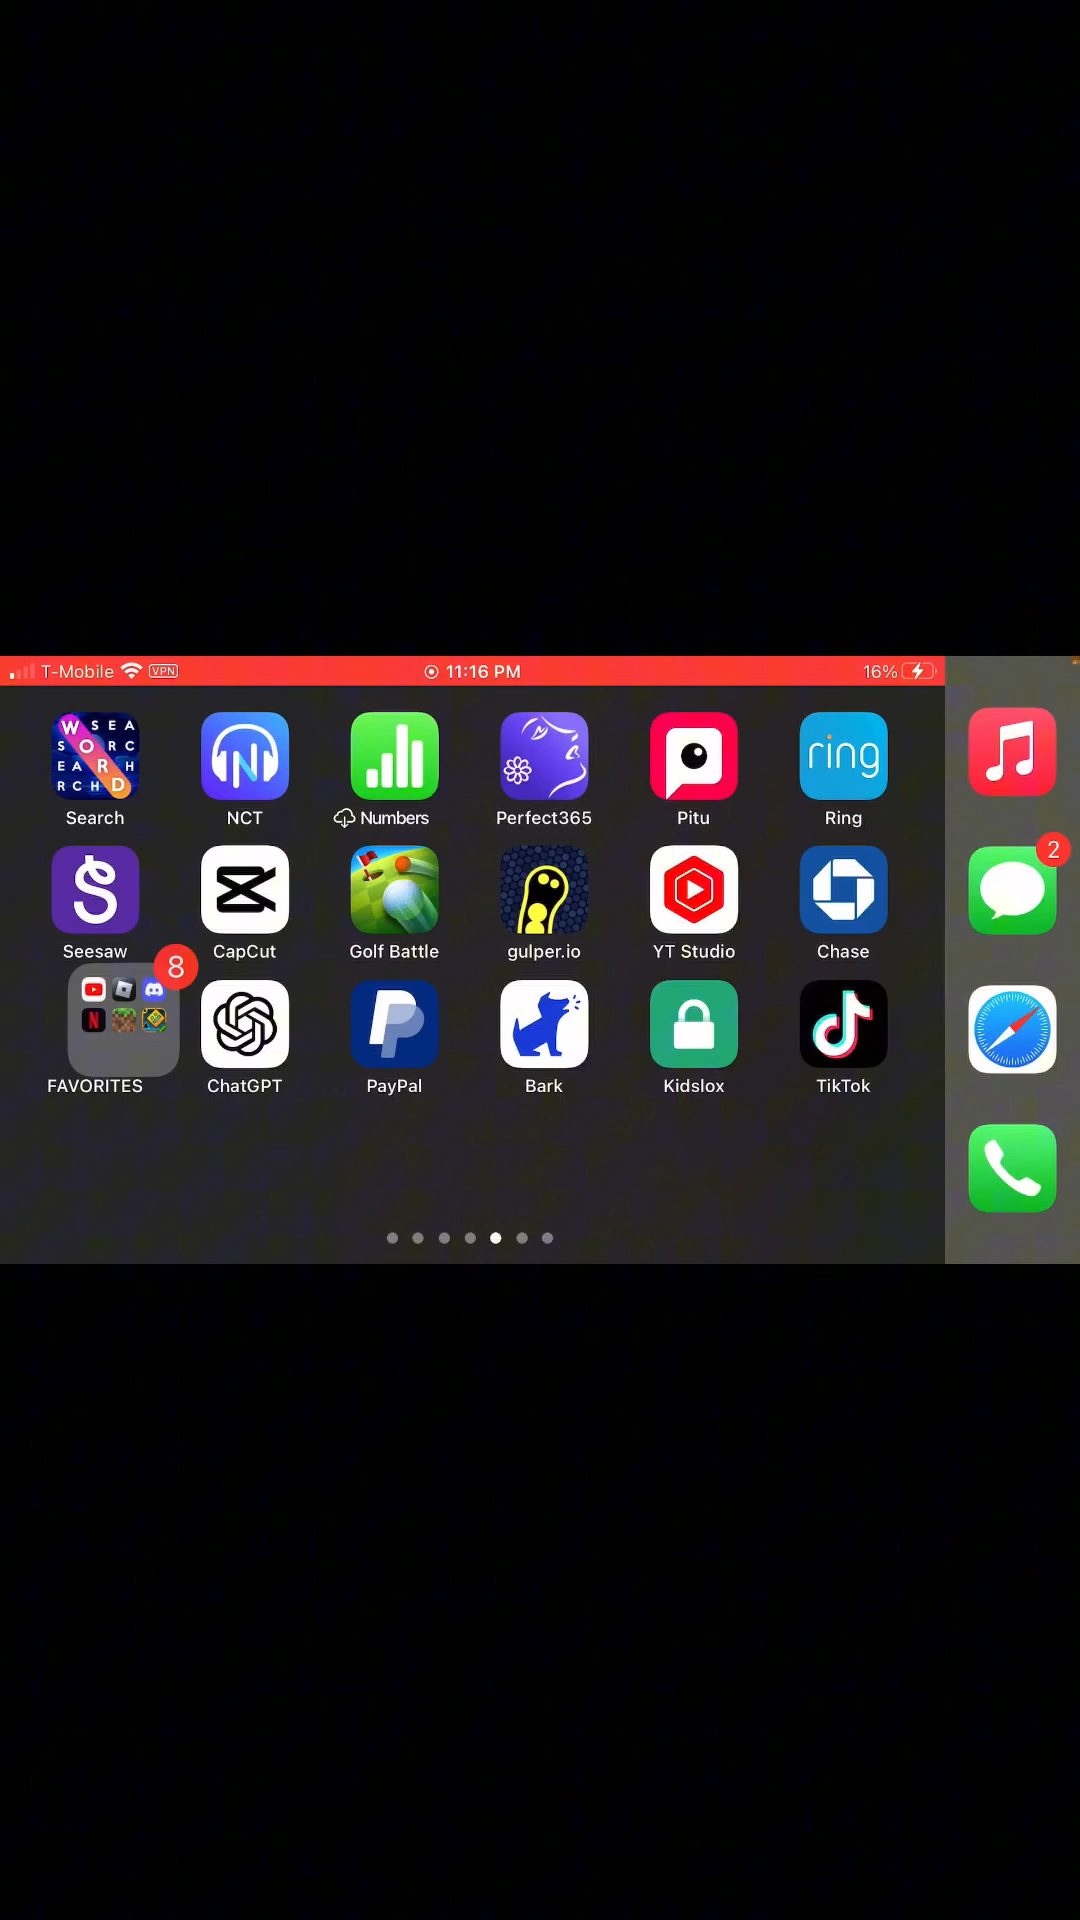 T-Mobile VPN 11:16 PM 16%
W S E A
S O R C
E A R H
R C H D
N
ring
Search NCT Numbers Perfect365 Pitu Ring
2
S
Seesaw CapCut Golf Battle gulper.io YT Studio Chase
8
N
FAVORITES ChatGPT PayPal Bark Kidslox TikTok